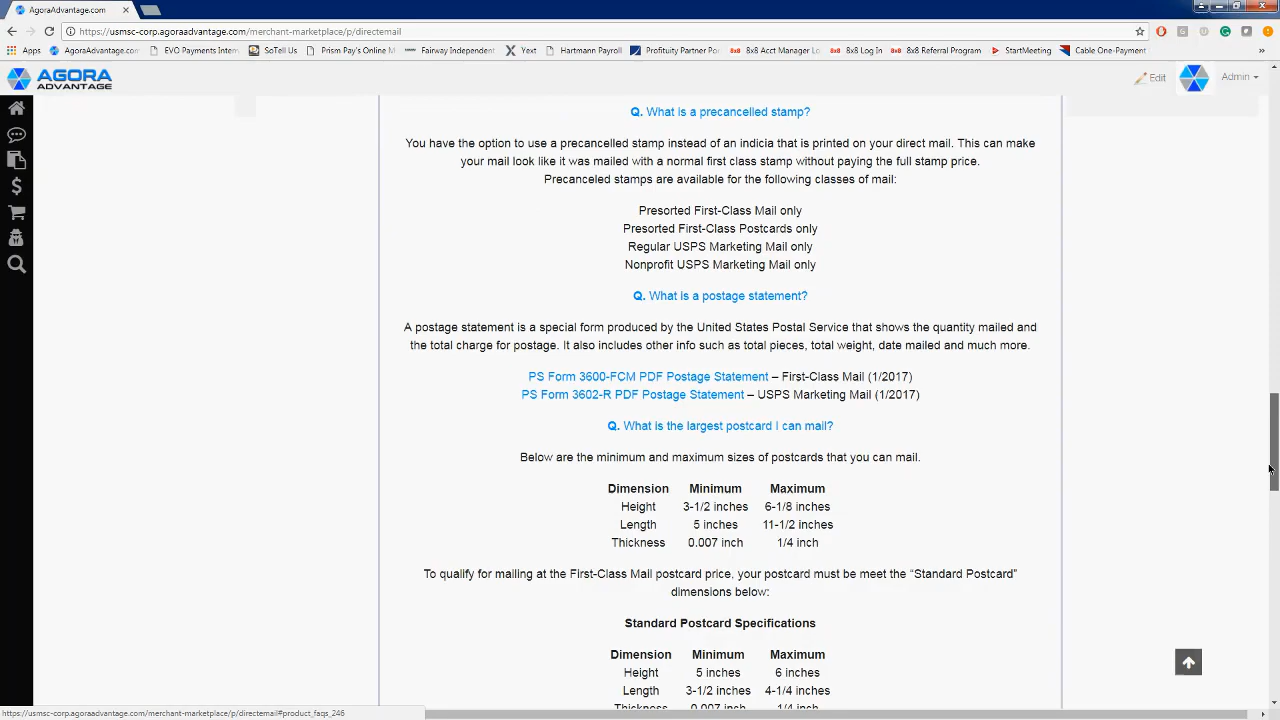 AgoraAdvantage.com
https://usmsc-corp.agoraadvantage.com/merchant-marketplace/p/directemail
Apps AgoraAdvantage.com EVO Payments Intern SoTell Us Prism Pay's Online M Fairway Independent Yext Hartmann Payroll Profituity Partner Por 8x8 Acct Manager Lo 8x8 Log In 8x8 Referral Program StartMeeting Cable One-Payment
AGORA
ADVANTAGE
Edit
Admin
Q. What is a precancelled stamp?
You have the option to use a precancelled stamp instead of an indicia that is printed on your direct mail. This can make
your mail look like it was mailed with a normal first class stamp without paying the full stamp price.
Precanceled stamps are available for the following classes of mail:
Presorted First-Class Mail only
Presorted First-Class Postcards only
Regular USPS Marketing Mail only
Nonprofit USPS Marketing Mail only
Q. What is a postage statement?
A postage statement is a special form produced by the United States Postal Service that shows the quantity mailed and
the total charge for postage. It also includes other info such as total pieces, total weight, date mailed and much more.
PS Form 3600-FCM PDF Postage Statement – First-Class Mail (1/2017)
PS Form 3602-R PDF Postage Statement – USPS Marketing Mail (1/2017)
Q. What is the largest postcard I can mail?
Below are the minimum and maximum sizes of postcards that you can mail.
Dimension Minimum Maximum
Height 3-1/2 inches 6-1/8 inches
Length 5 inches 11-1/2 inches
Thickness 0.007 inch 1/4 inch
To qualify for mailing at the First-Class Mail postcard price, your postcard must be meet the “Standard Postcard”
dimensions below:
Standard Postcard Specifications
Dimension Minimum Maximum
Height 5 inches 6 inches
Length 3-1/2 inches 4-1/4 inches
Thickness 0.007 inch 1/4 inch
https://usmsc-corp.agoraadvantage.com/merchant-marketplace/p/directemail#product_faqs_246